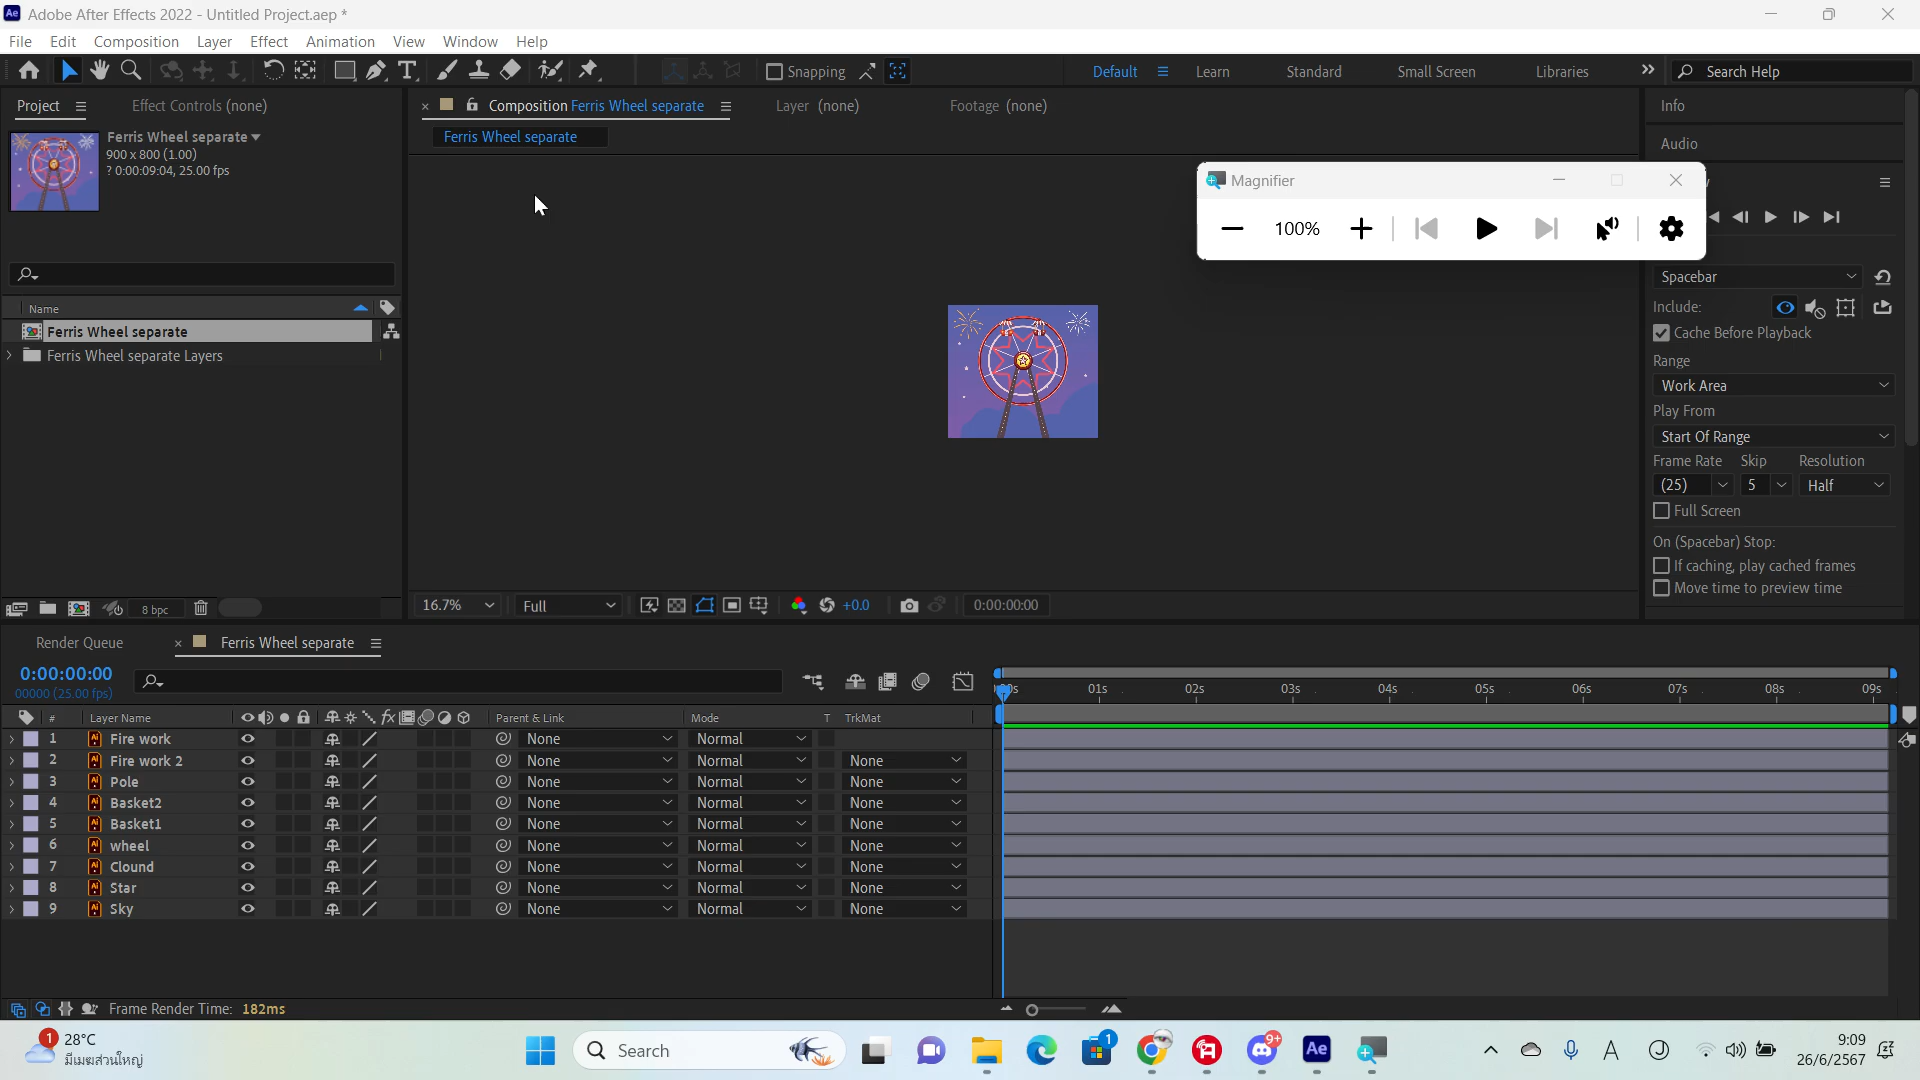 Adobe After Effects 2022 - Untitled Project.aep *
File Edit Composition Layer Effect Animation View Window Help
Snapping Default Learn Standard Small Screen Libraries Search Help
Project Effect Controls (none)
Composition Ferris Wheel separate Layer (none) Footage (none)
Info
Ferris Wheel separate
900 x 800 (1.00)
? 0:00:09:04, 25.00 fps
Ferris Wheel separate
Audio
Magnifier
100%
Spacebar
Include:
Cache Before Playback
Range
Work Area
Play From
Start Of Range
Frame Rate Skip Resolution
(25) 5 Half
Full Screen
On (Spacebar) Stop:
If caching, play cached frames
Move time to preview time
Name
Ferris Wheel separate
Ferris Wheel separate Layers
8 bpc
16.7% Full +0.0 0:00:00:00
Render Queue Ferris Wheel separate
0:00:00:00
00000 (25.00 fps)
01s 02s 03s 04s 05s 06s 07s 08s 09s
# Layer Name Parent & Link Mode T TrkMat
1 Fire work None Normal
2 Fire work 2 None Normal None
3 Pole None Normal None
4 Basket2 None Normal None
5 Basket1 None Normal None
6 wheel None Normal None
7 Clound None Normal None
8 Star None Normal None
9 Sky None Normal None
Frame Render Time: 182ms
1 28°C
มีเมฆส่วนใหญ่
Search
1
9+
Ae
A
9:09
26/6/2567